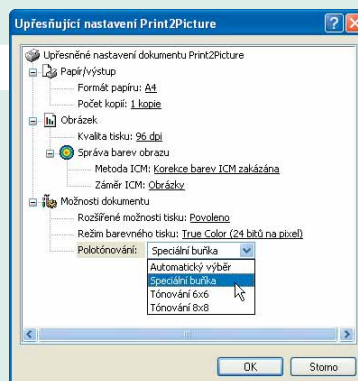 Upřesňující nastavení Print2Picture
Upřesněné nastavení dokumentu Print2Picture
Papír/výstup
Formát papíru: A4
Počet kopií: 1 kopie
Obrázek
Kvalita tisku: 96 dpi
Správa barev obrazu
Metoda ICM: Korekce barev ICM zakázána
Záměr ICM: Obrázky
Možnosti dokumentu
Rozšířené možnosti tisku: Povoleno
Režim barevného tisku: True Color (24 bitů na pixel)
Polotónování: Speciální buňka
Automatický výběr
Speciální buňka
Tónování 6x6
Tónování 8x8
OK Storno